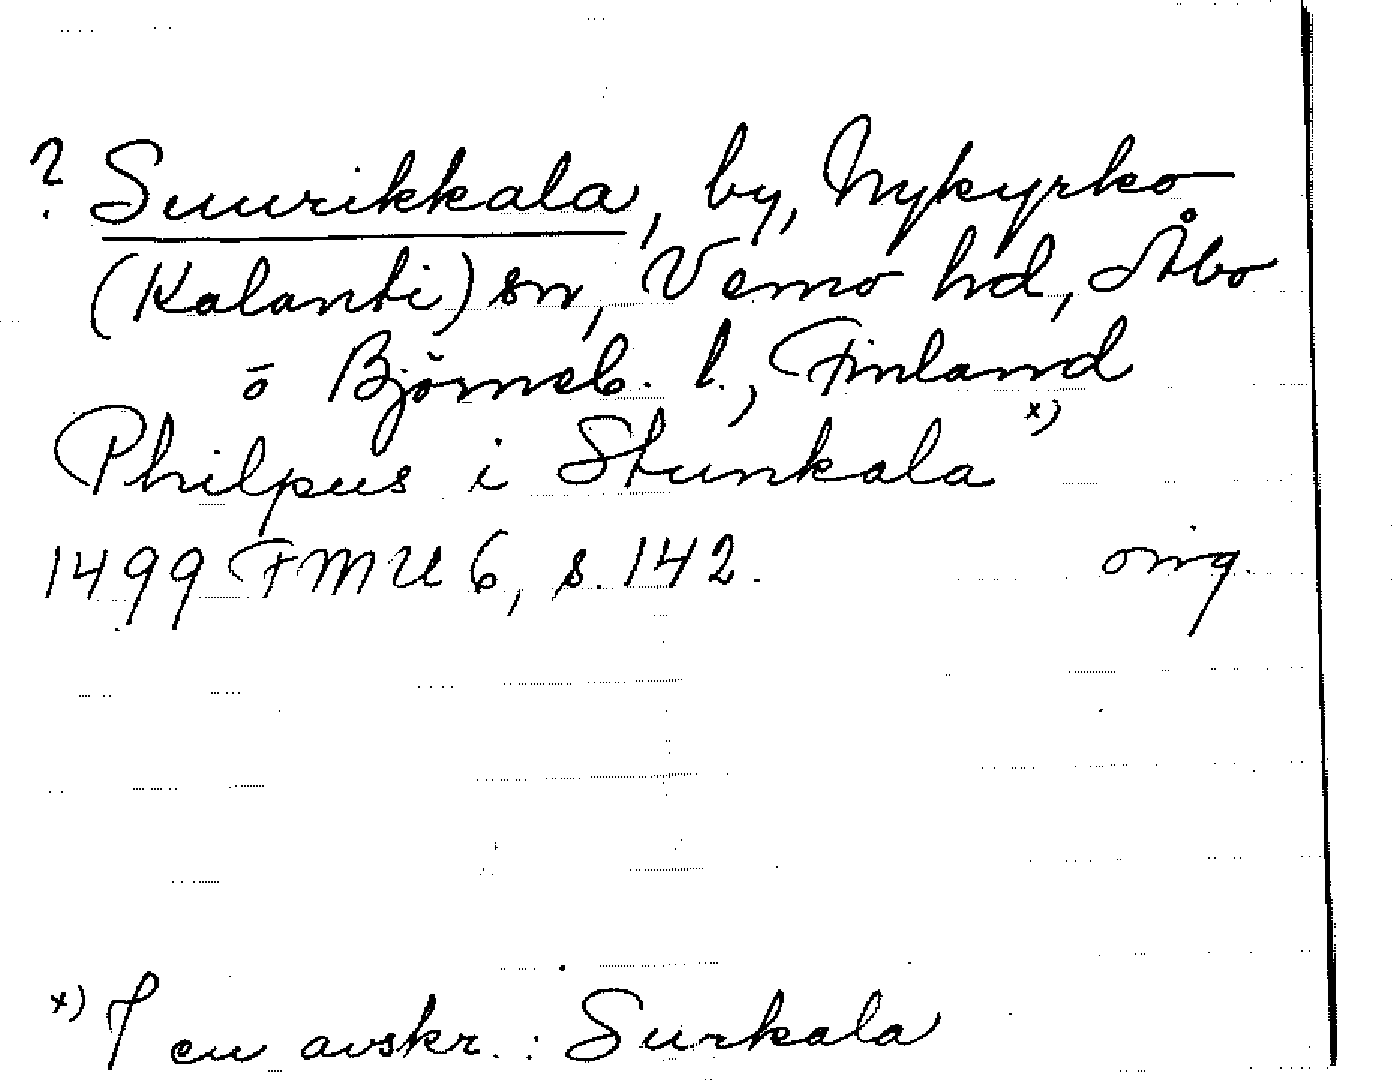 ? Suurikkala, by, Nykyrko
(Kalanti) sn, Vemo hd, Åbo
o Björneb. l., Finland
Philpus i Stunkala x)
1499 FMU 6, s. 142. orig.
x) I en avskr.: Surkala